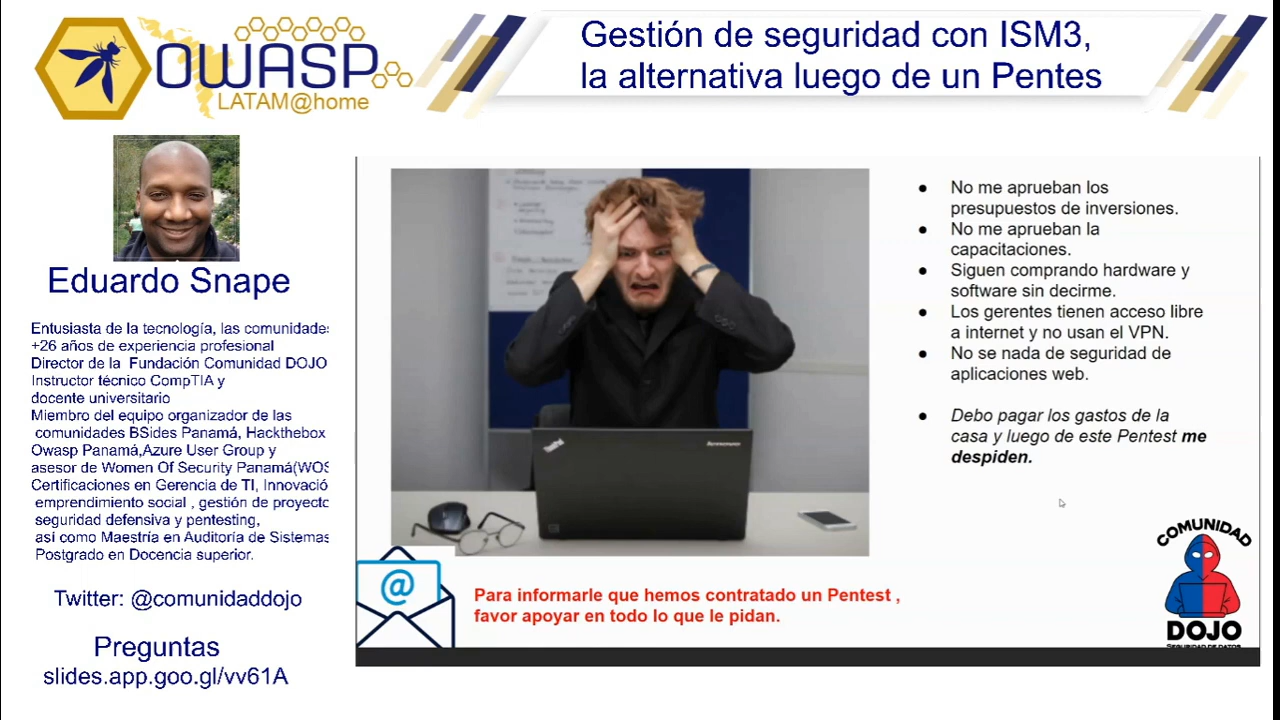 OWASP
LATAM@home
Gestión de seguridad con ISM3,
la alternativa luego de un Pentes
Eduardo Snape
Entusiasta de la tecnología, las comunidades
+26 años de experiencia profesional
Director de la Fundación Comunidad DOJO
Instructor técnico CompTIA y
docente universitario
Miembro del equipo organizador de las
comunidades BSides Panamá, Hackthebox
Owasp Panamá,Azure User Group y
asesor de Women Of Security Panamá(WOS
Certificaciones en Gerencia de TI, Innovació
emprendimiento social , gestión de proyecto
seguridad defensiva y pentesting,
así como Maestría en Auditoría de Sistemas
Postgrado en Docencia superior.
Twitter: @comunidaddojo
Preguntas
slides.app.goo.gl/vv61A
● No me aprueban los
presupuestos de inversiones.
● No me aprueban la
capacitaciones.
● Siguen comprando hardware y
software sin decirme.
● Los gerentes tienen acceso libre
a internet y no usan el VPN.
● No se nada de seguridad de
aplicaciones web.
● Debo pagar los gastos de la
casa y luego de este Pentest me
despiden.
ThinkPad
lenovo
@
Para informarle que hemos contratado un Pentest ,
favor apoyar en todo lo que le pidan.
COMUNIDAD
DOJO
SEGURIDAD DE DATOS